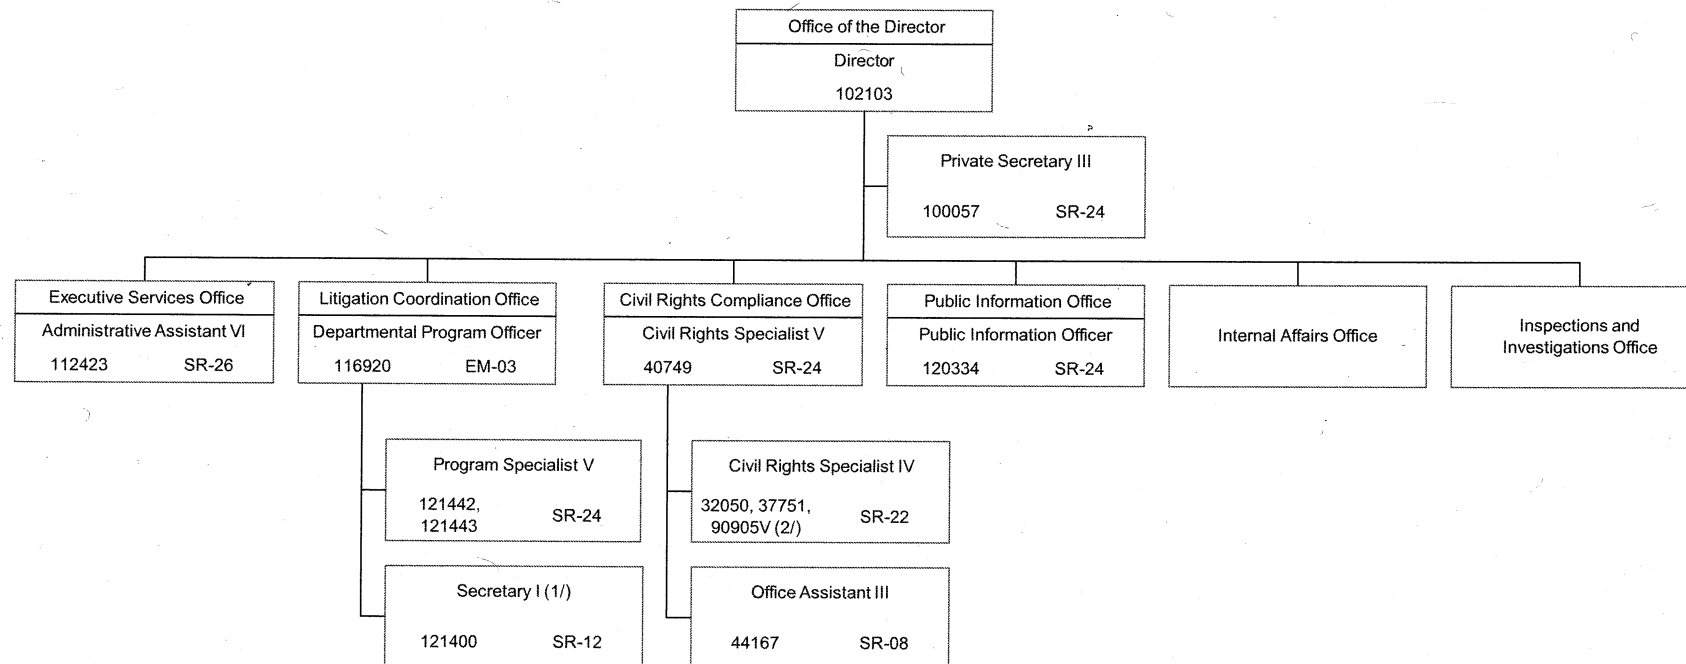 Office of the Director
Director
102103
Private Secretary III
100057 SR-24
Executive Services Office
Administrative Assistant VI
112423 SR-26
Litigation Coordination Office
Departmental Program Officer
116920 EM-03
Civil Rights Compliance Office
Civil Rights Specialist V
40749 SR-24
Public Information Office
Public Information Officer
120334 SR-24
Internal Affairs Office
Inspections and
Investigations Office
Program Specialist V
121442,
121443
SR-24
Secretary I (1/)
121400 SR-12
Civil Rights Specialist IV
32050, 37751,
90905V (2/)
SR-22
Office Assistant III
44167 SR-08